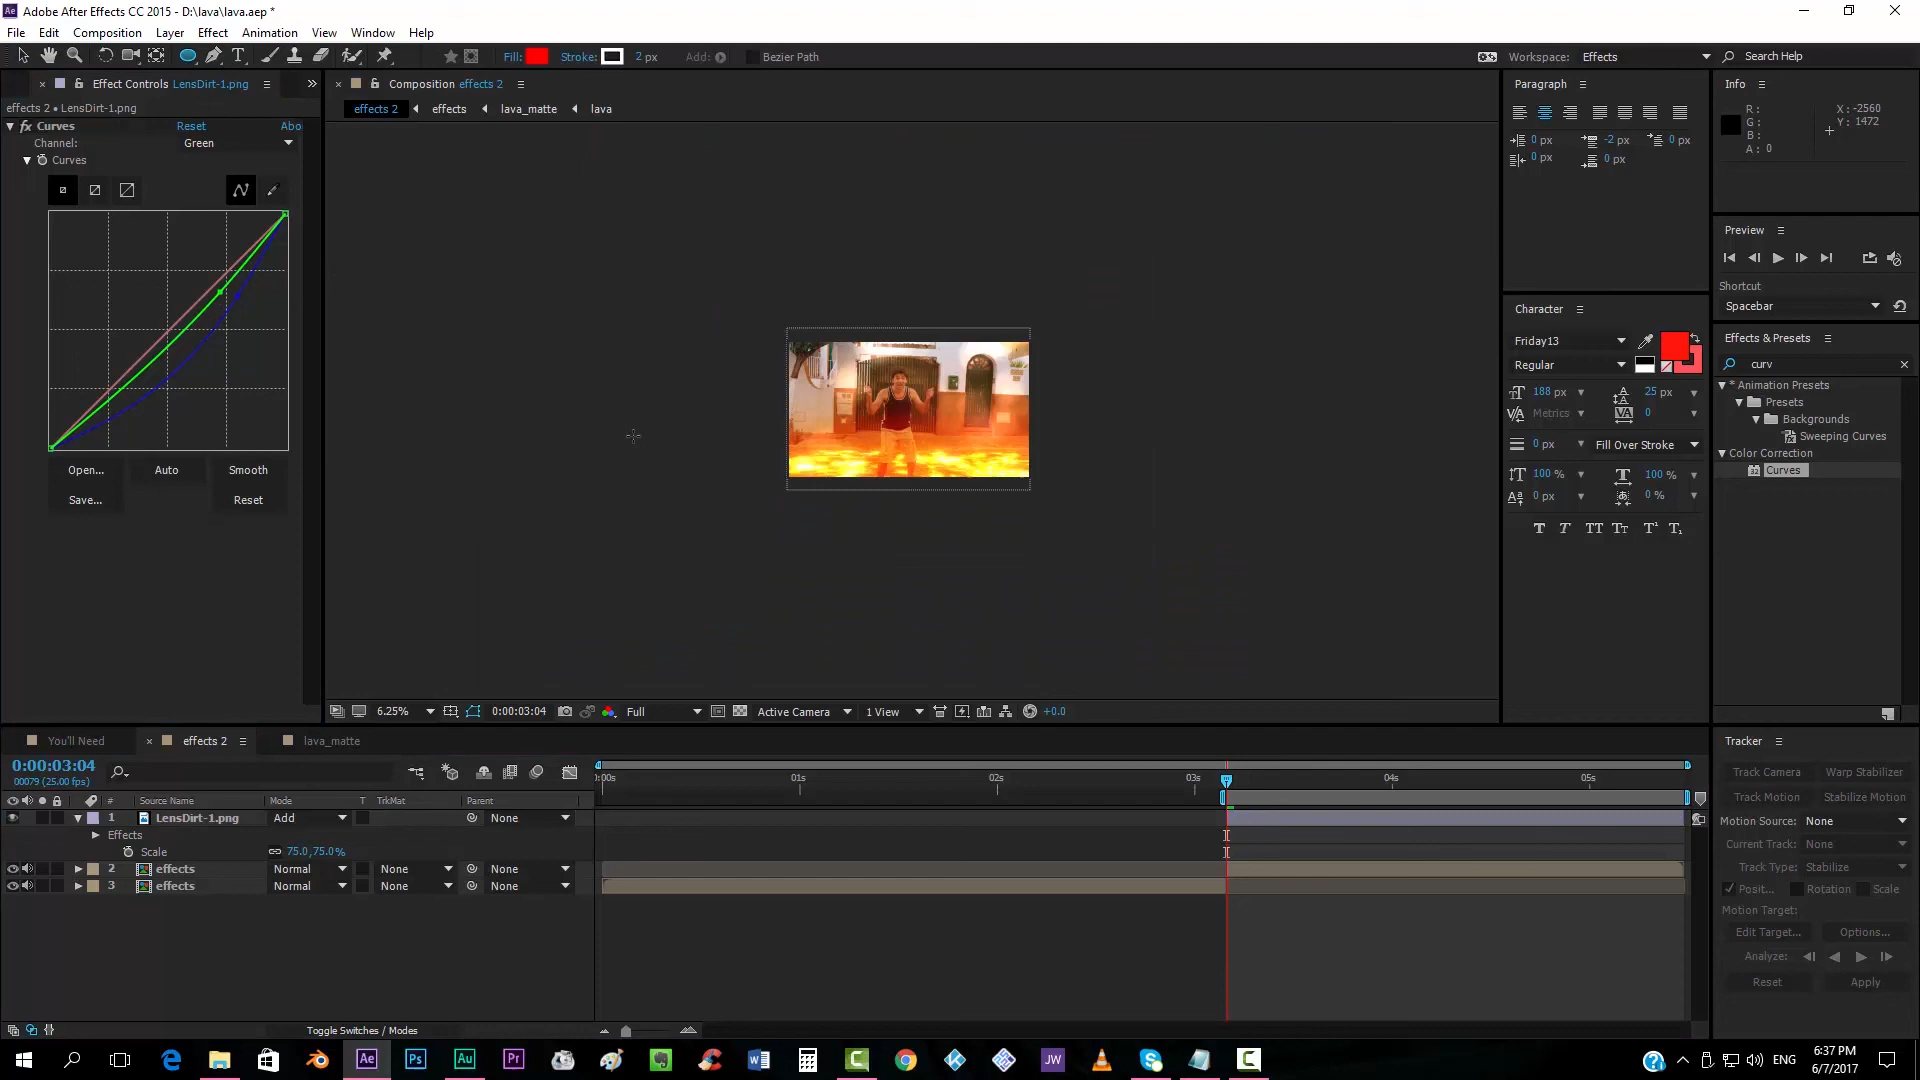 Adobe After Effects CC 2015 - D:\lava\lava.aep *
File Edit Composition Layer Effect Animation View Window Help
Fill: Stroke: 2 px Add: Bezier Path Workspace: Effects Search Help
Effect Controls LensDirt-1.png
effects 2 • LensDirt-1.png
fx Curves Reset Abo
Channel: Green
Curves
Open... Auto Smooth
Save... Reset
Composition effects 2
effects 2 effects lava_matte lava
6.25% 0:00:03:04 Full Active Camera 1 View +0.0
Paragraph
0 px -2 px 0 px
0 px 0 px
Character
Friday13
Regular
188 px 25 px
Metrics 0
0 px Fill Over Stroke
100 % 100 %
0 px 0 %
T T TT Tt T¹ T₁
Info
R: X: -2560
G: Y: 1472
B:
A: 0
Preview
Shortcut
Spacebar
Effects & Presets
curv
* Animation Presets
Presets
Backgrounds
Sweeping Curves
Color Correction
Curves
You'll Need effects 2 lava_matte
0:00:03:04
00079 (25.00 fps)
# Source Name Mode T TrkMat Parent
1 LensDirt-1.png Add None
Effects
Scale 75.0,75.0%
2 effects Normal None None
3 effects Normal None None
Toggle Switches / Modes
0:00s 01s 02s 03s 04s 05s
Tracker
Track Camera Warp Stabilizer
Track Motion Stabilize Motion
Motion Source: None
Current Track: None
Track Type: Stabilize
Posit... Rotation Scale
Motion Target:
Edit Target... Options...
Analyze:
Reset Apply
Ae Ps Au Pr JW ENG
6:37 PM
6/7/2017